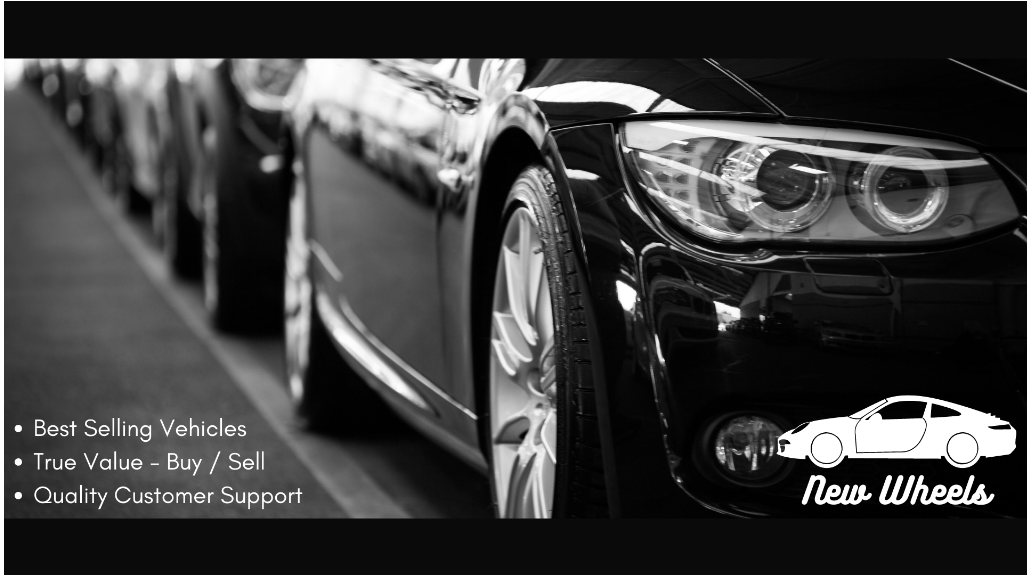 • Best Selling Vehicles
• True Value - Buy / Sell
• Quality Customer Support
New Wheels